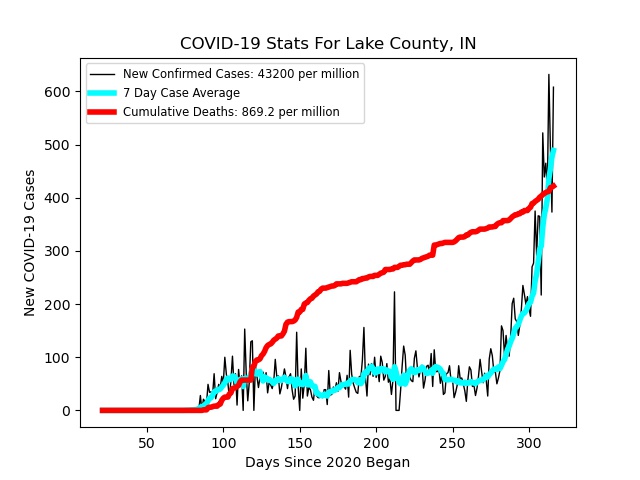 COVID-19 Stats For Lake County, IN
New Confirmed Cases: 43200 per million
7 Day Case Average
Cumulative Deaths: 869.2 per million
New COVID-19 Cases
600
500
400
300
200
100
0
50 100 150 200 250 300
Days Since 2020 Began